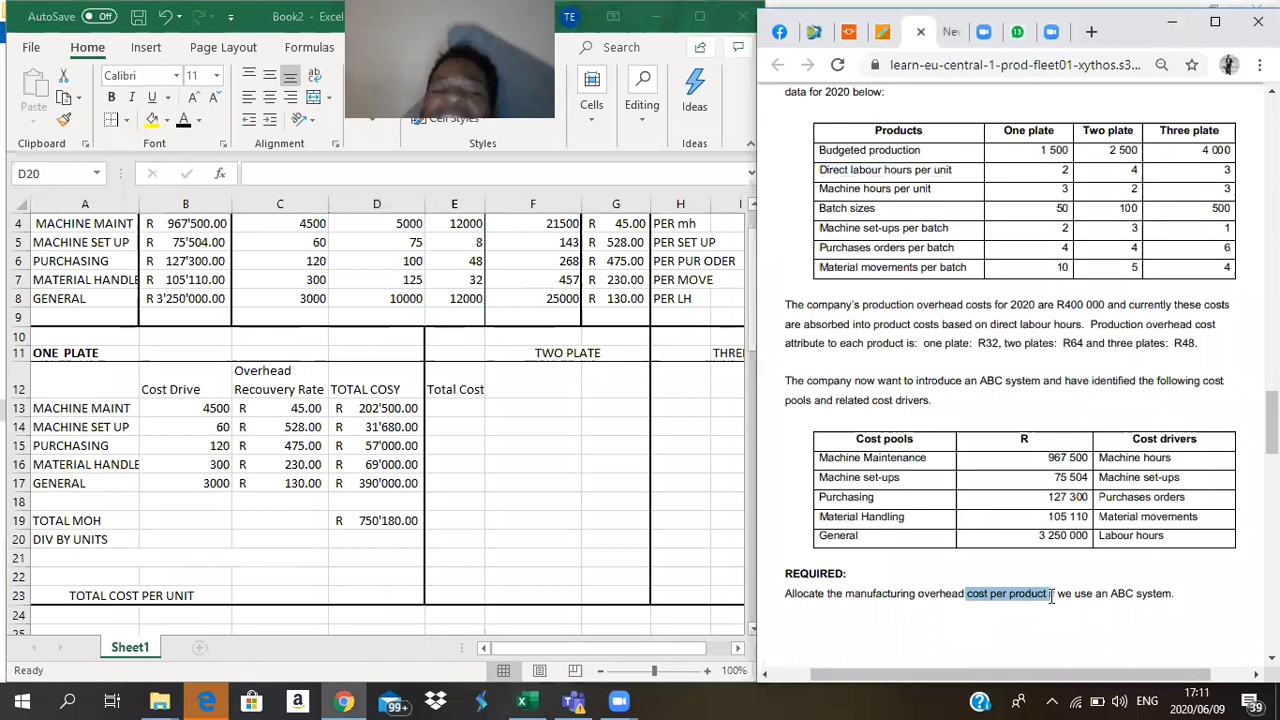 AutoSave Off Book2 - Excel TE
File Home Insert Page Layout Formulas Search
Paste Calibri 11 B I U A Cell Styles Cells Editing Ideas
Clipboard Font Alignment Styles Ideas
D20 fx
A B C D E F G H I
4 MACHINE MAINT R 967'500.00 4500 5000 12000 21500 R 45.00 PER mh
5 MACHINE SET UP R 75'504.00 60 75 8 143 R 528.00 PER SET UP
6 PURCHASING R 127'300.00 120 100 48 268 R 475.00 PER PUR ODER
7 MATERIAL HANDLE R 105'110.00 300 125 32 457 R 230.00 PER MOVE
8 GENERAL R 3'250'000.00 3000 10000 12000 25000 R 130.00 PER LH
9
10
11 ONE PLATE TWO PLATE THREE
12 Cost Drive Overhead Recouvery Rate TOTAL COSY Total Cost
13 MACHINE MAINT 4500 R 45.00 R 202'500.00
14 MACHINE SET UP 60 R 528.00 R 31'680.00
15 PURCHASING 120 R 475.00 R 57'000.00
16 MATERIAL HANDLE 300 R 230.00 R 69'000.00
17 GENERAL 3000 R 130.00 R 390'000.00
18
19 TOTAL MOH R 750'180.00
20 DIV BY UNITS
21
22
23 TOTAL COST PER UNIT
24
25
Sheet1
Ready 100%
Nev
learn-eu-central-1-prod-fleet01-xythos.s3...
data for 2020 below:
Products One plate Two plate Three plate
Budgeted production 1 500 2 500 4 000
Direct labour hours per unit 2 4 3
Machine hours per unit 3 2 3
Batch sizes 50 100 500
Machine set-ups per batch 2 3 1
Purchases orders per batch 4 4 6
Material movements per batch 10 5 4
The company's production overhead costs for 2020 are R400 000 and currently these costs
are absorbed into product costs based on direct labour hours. Production overhead cost
attribute to each product is: one plate: R32, two plates: R64 and three plates: R48.
The company now want to introduce an ABC system and have identified the following cost
pools and related cost drivers.
Cost pools R Cost drivers
Machine Maintenance 967 500 Machine hours
Machine set-ups 75 504 Machine set-ups
Purchasing 127 300 Purchases orders
Material Handling 105 110 Material movements
General 3 250 000 Labour hours
REQUIRED:
Allocate the manufacturing overhead cost per product if we use an ABC system.
99+ ENG 17:11 2020/06/09 39